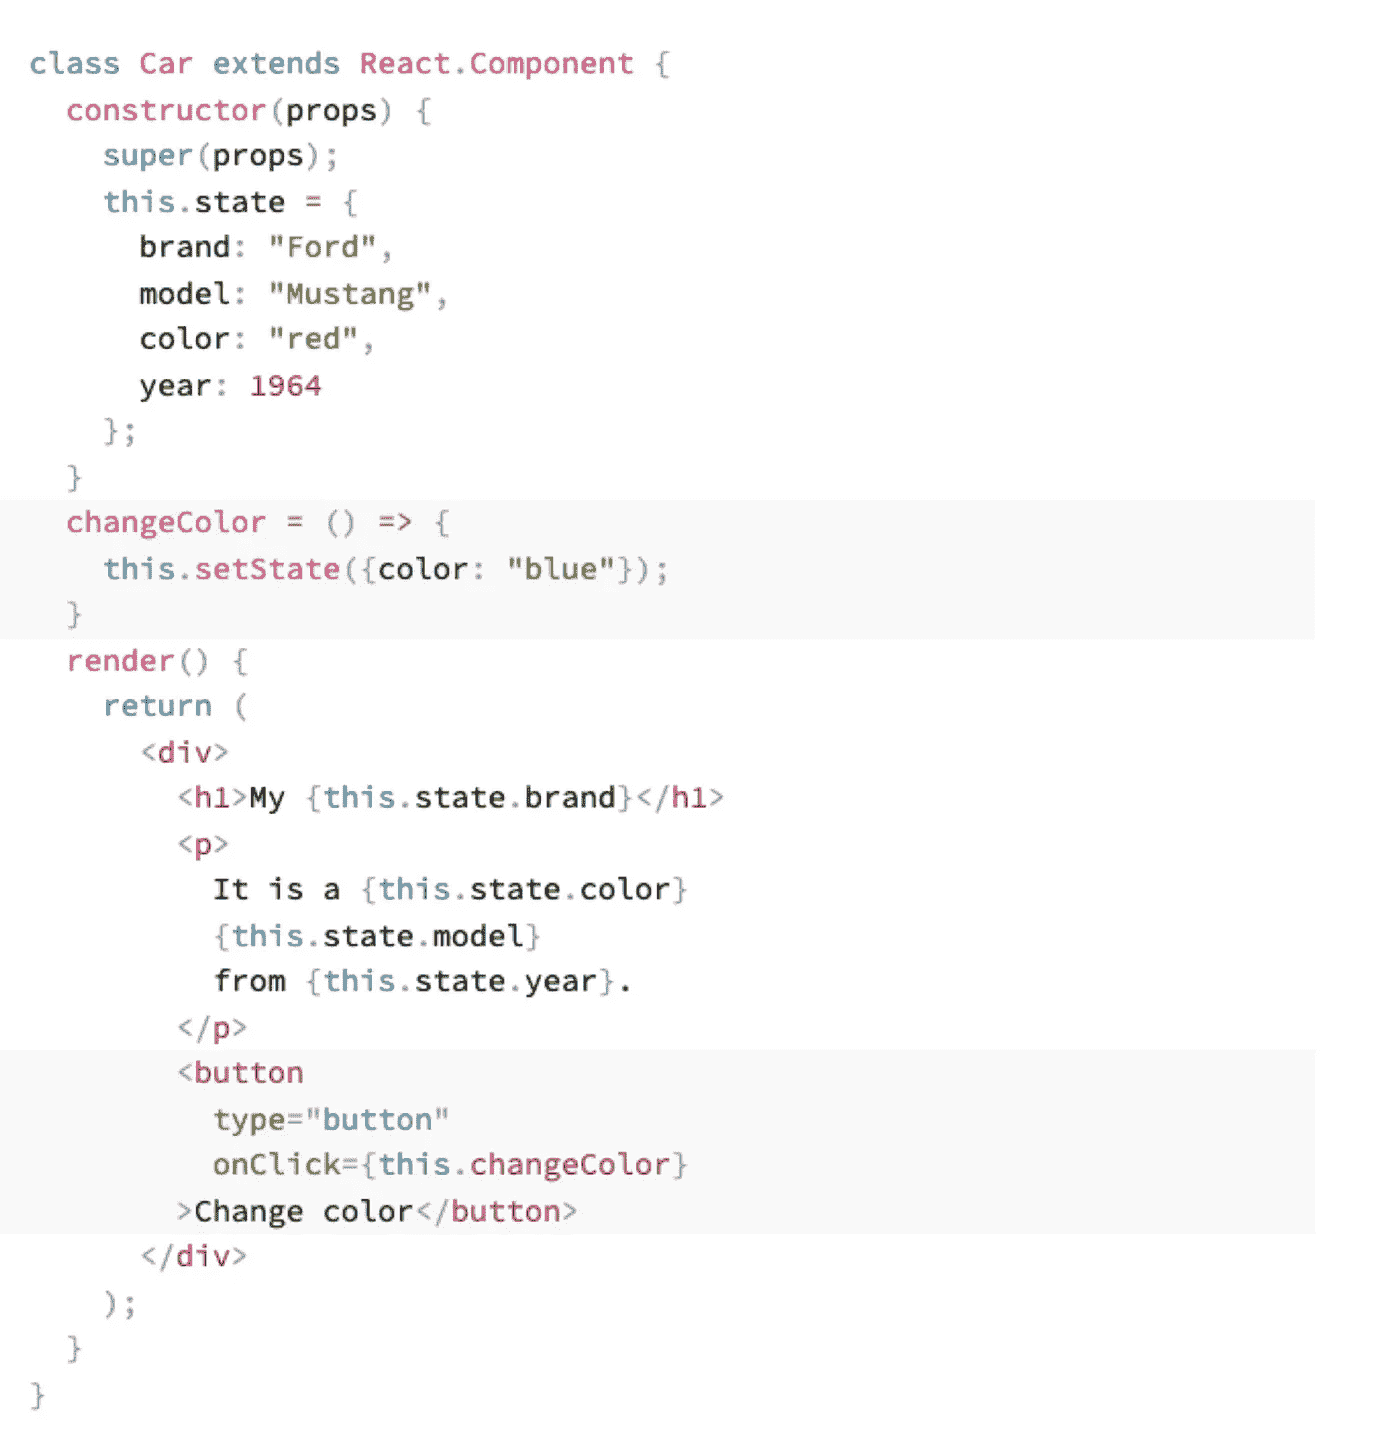 class Car extends React.Component {
  constructor(props) {
    super(props);
    this.state = {
      brand: "Ford",
      model: "Mustang",
      color: "red",
      year: 1964
    };
  }
  changeColor = () => {
    this.setState({color: "blue"});
  }
  render() {
    return (
      <div>
        <h1>My {this.state.brand}</h1>
        <p>
          It is a {this.state.color}
          {this.state.model}
          from {this.state.year}.
        </p>
        <button
          type="button"
          onClick={this.changeColor}
        >Change color</button>
      </div>
    );
  }
}